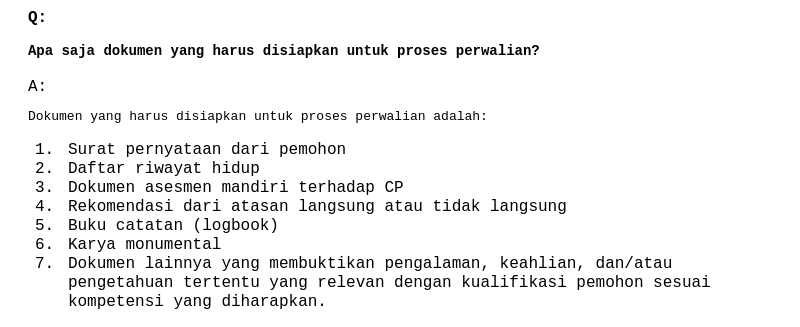 Q:
Apa saja dokumen yang harus disiapkan untuk proses perwalian?
A:
Dokumen yang harus disiapkan untuk proses perwalian adalah:
1. Surat pernyataan dari pemohon
2. Daftar riwayat hidup
3. Dokumen asesmen mandiri terhadap CP
4. Rekomendasi dari atasan langsung atau tidak langsung
5. Buku catatan (logbook)
6. Karya monumental
7. Dokumen lainnya yang membuktikan pengalaman, keahlian, dan/atau
pengetahuan tertentu yang relevan dengan kualifikasi pemohon sesuai
kompetensi yang diharapkan.